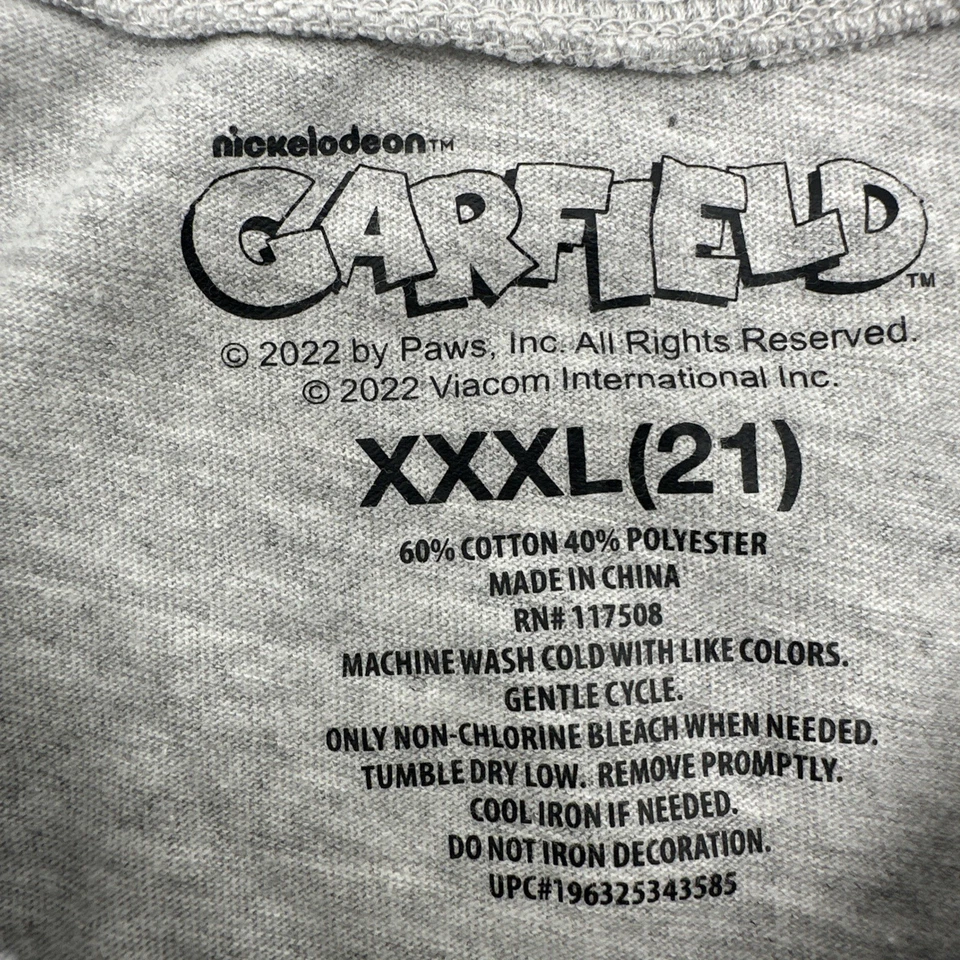 nickelodeon™
GARFIELD™
© 2022 by Paws, Inc. All Rights Reserved.
© 2022 Viacom International Inc.
XXXL(21)
60% COTTON 40% POLYESTER
MADE IN CHINA
RN# 117508
MACHINE WASH COLD WITH LIKE COLORS.
GENTLE CYCLE.
ONLY NON-CHLORINE BLEACH WHEN NEEDED.
TUMBLE DRY LOW. REMOVE PROMPTLY.
COOL IRON IF NEEDED.
DO NOT IRON DECORATION.
UPC#196325343585